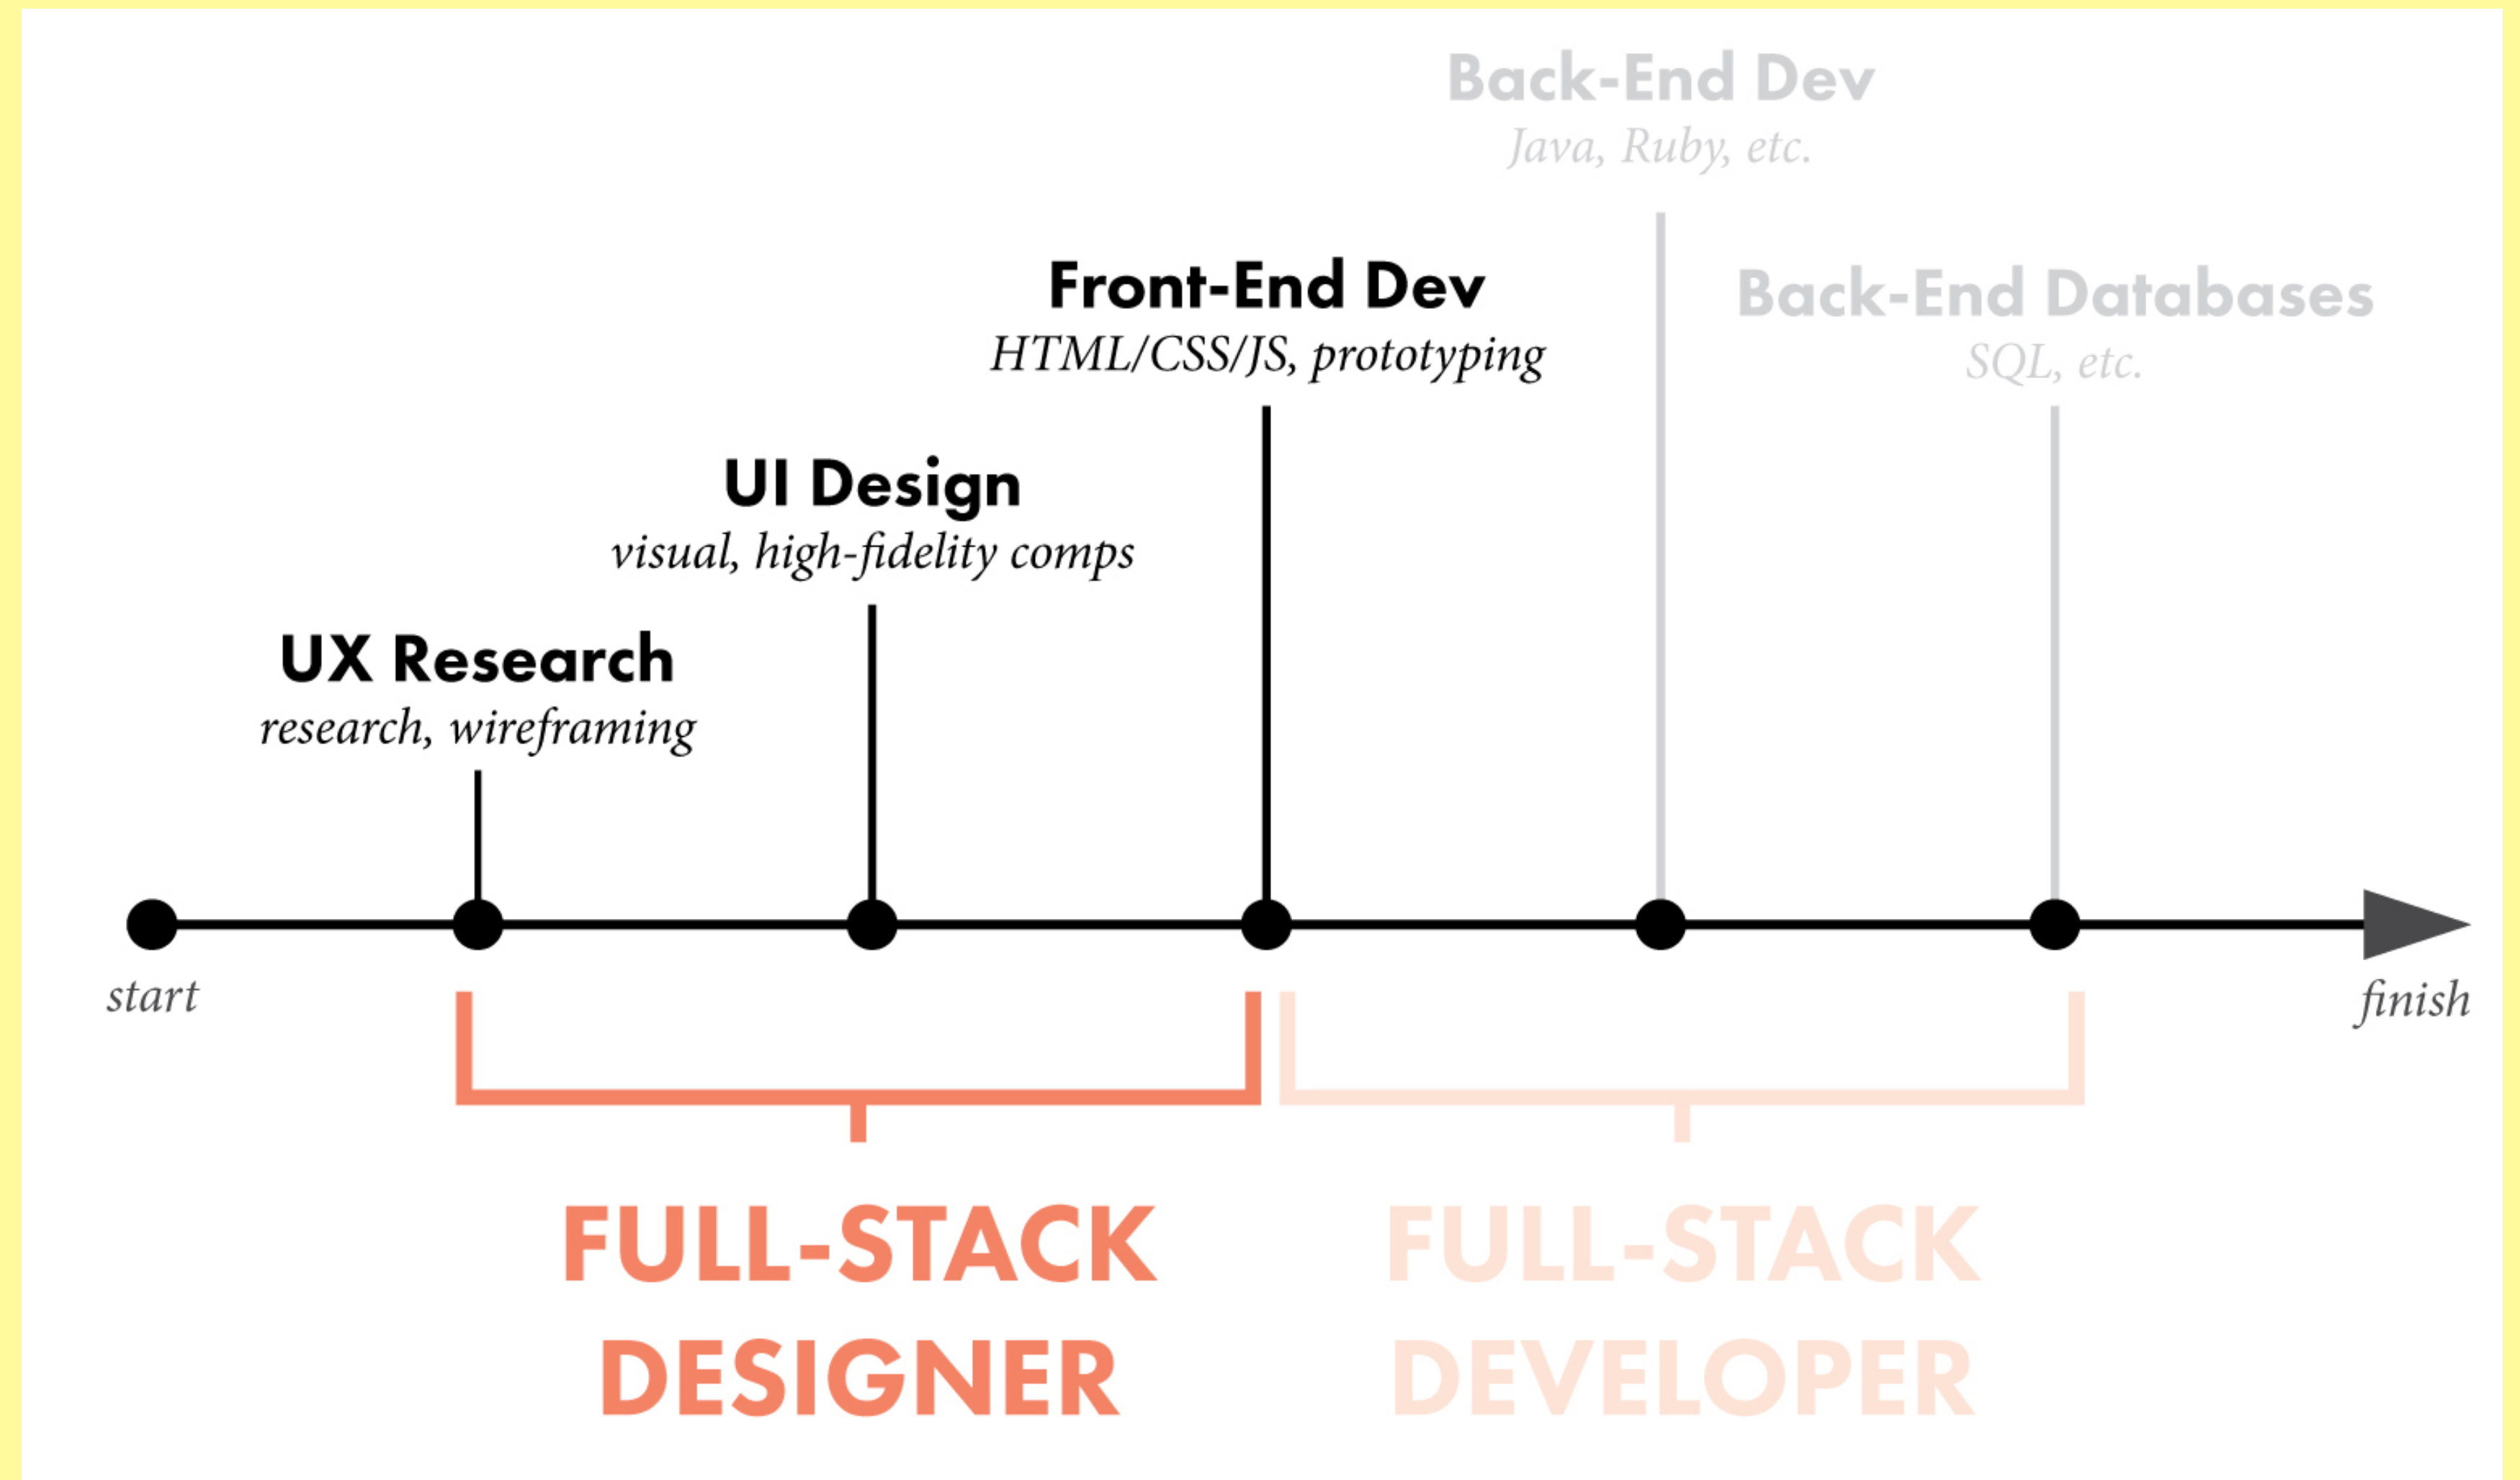 Back-End Dev
Java, Ruby, etc.
Front-End Dev
HTML/CSS/JS, prototyping
Back-End Databases
SQL, etc.
UI Design
visual, high-fidelity comps
UX Research
research, wireframing
start
finish
FULL-STACK
DESIGNER
FULL-STACK
DEVELOPER